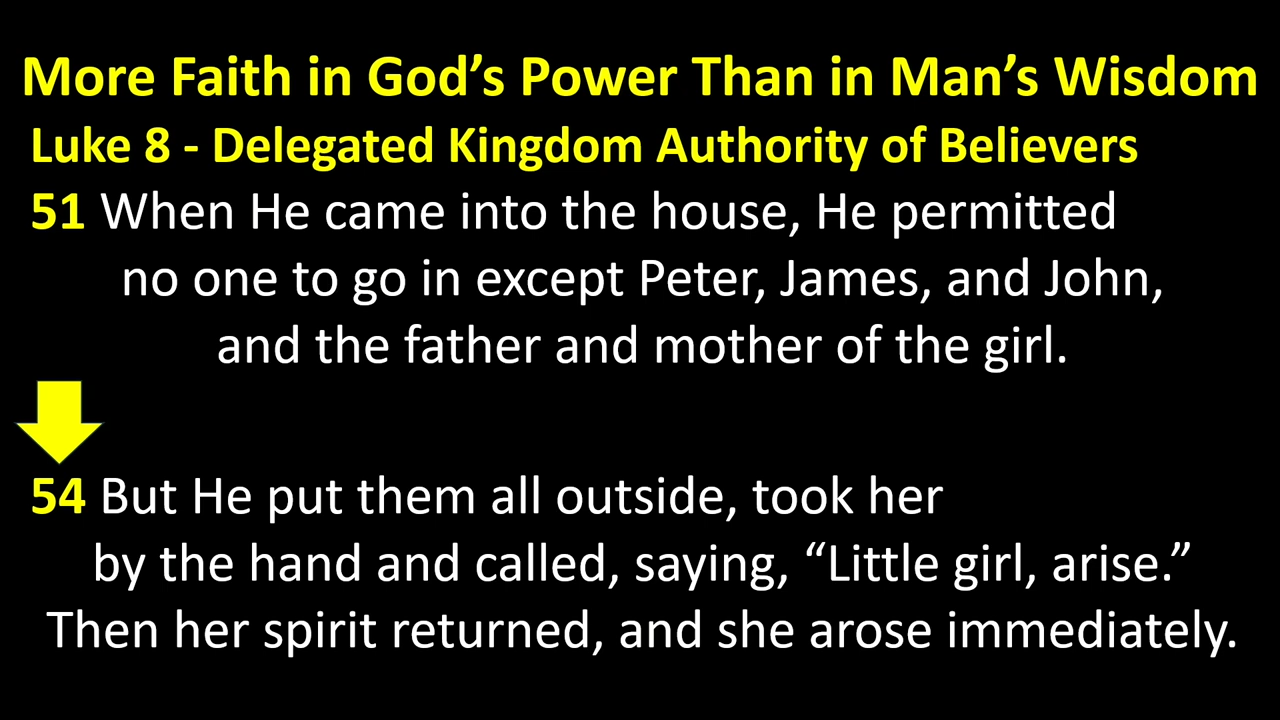 More Faith in God’s Power Than in Man’s Wisdom
Luke 8 - Delegated Kingdom Authority of Believers
51 When He came into the house, He permitted
no one to go in except Peter, James, and John,
and the father and mother of the girl.
54 But He put them all outside, took her
by the hand and called, saying, “Little girl, arise.”
Then her spirit returned, and she arose immediately.